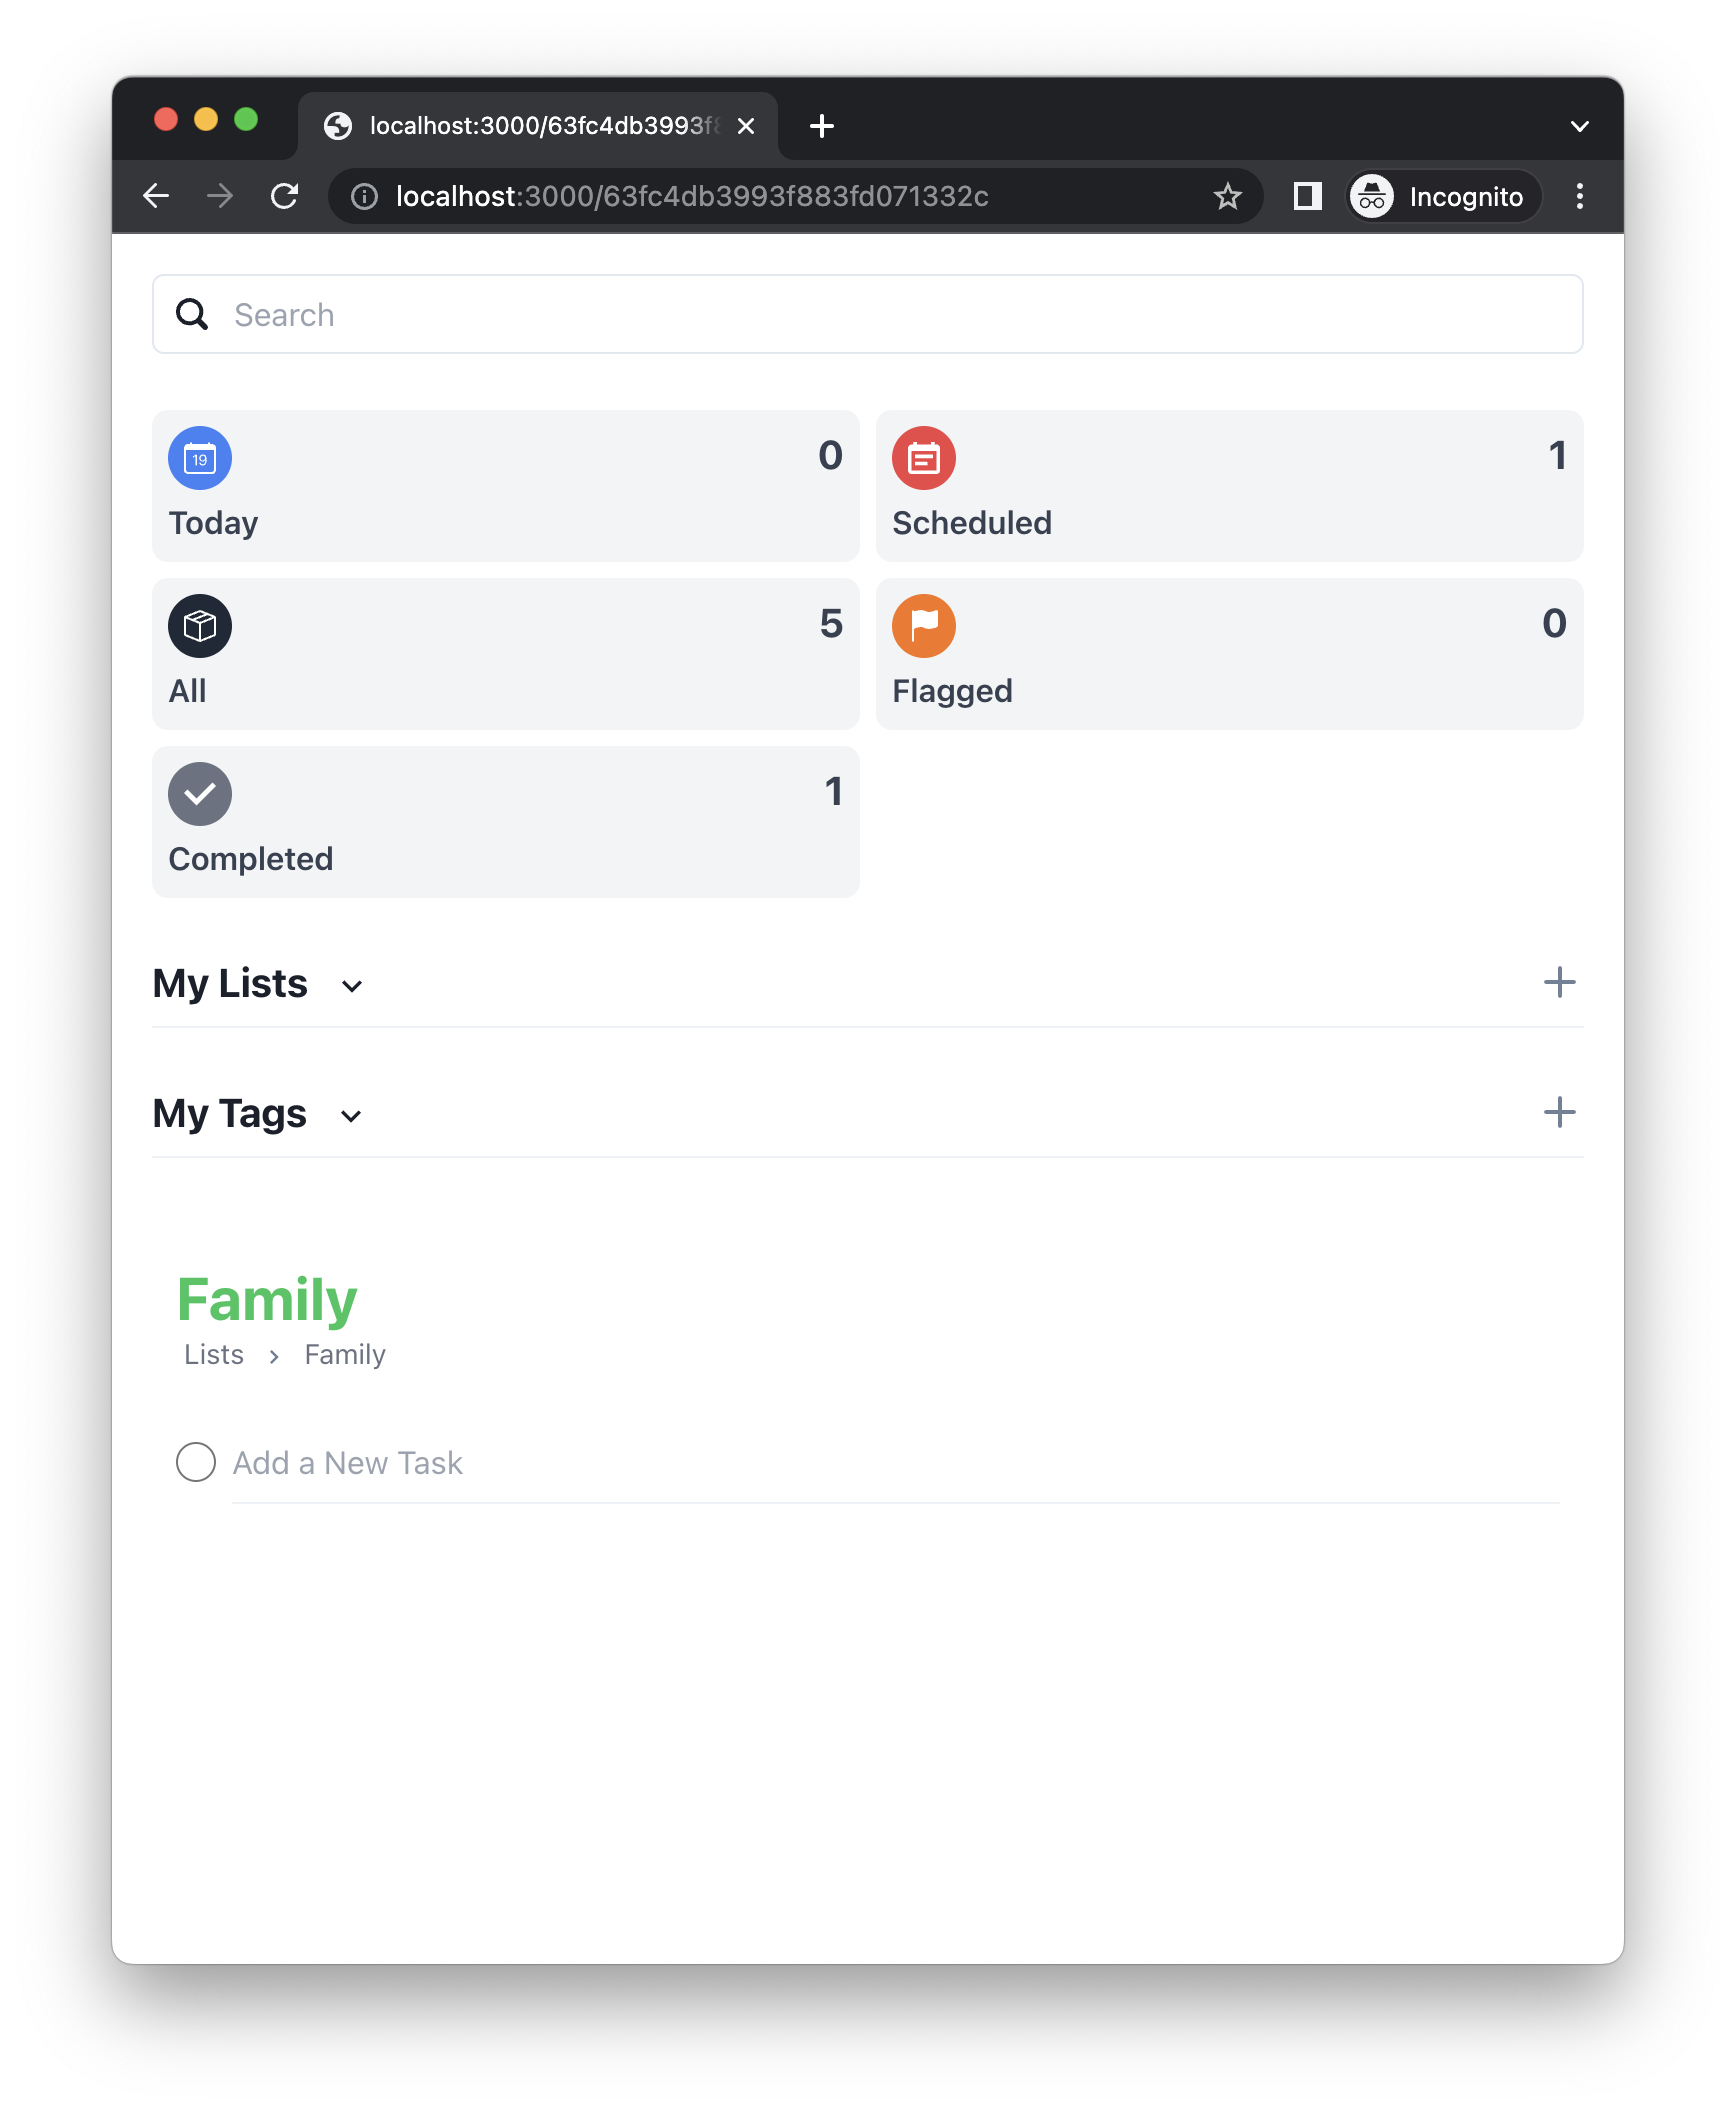 localhost:3000/63fc4db3993f8
localhost:3000/63fc4db3993f883fd071332c
Incognito
Search
19
0
Today
1
Scheduled
5
All
0
Flagged
1
Completed
My Lists
My Tags
Family
Lists > Family
Add a New Task